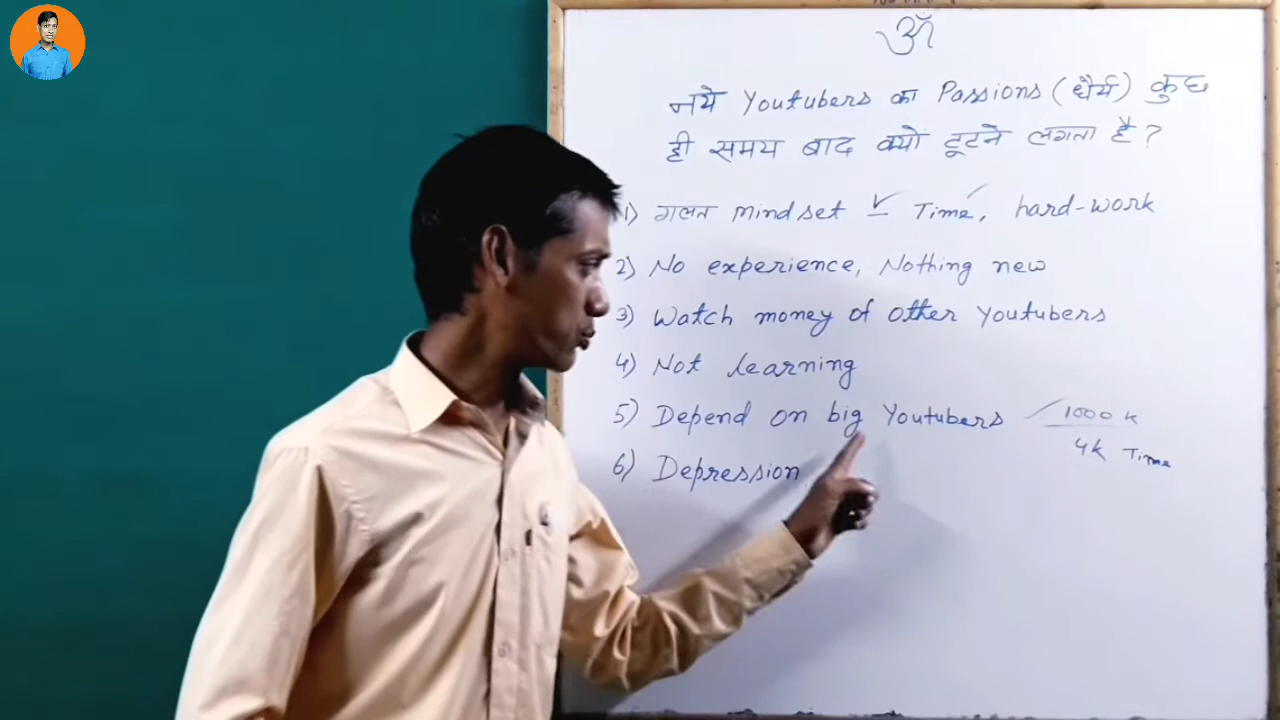 ॐ
नये Youtubers का Passions (धैर्य) कुछ
ही समय बाद क्यो टूटने लगता है ?
1) गलत mindset - Time, hard-work
2) No experience, Nothing new
3) Watch money of other Youtubers
4) Not learning
5) Depend on big Youtubers 1000 k
4k Time
6) Depression